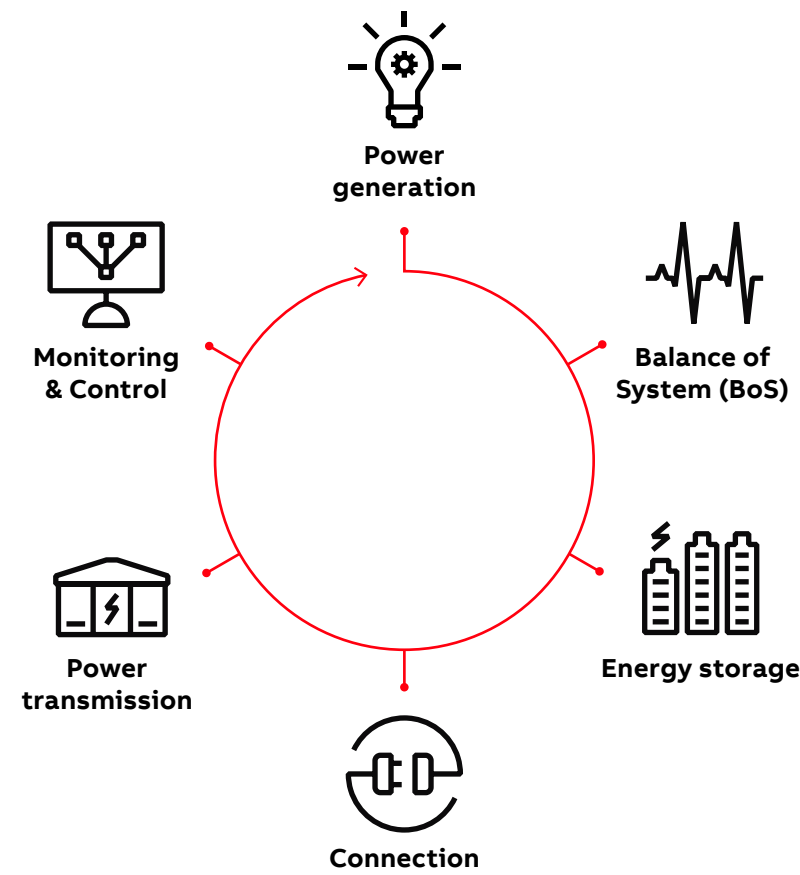 Power
generation
Balance of
System (BoS)
Energy storage
Connection
Power
transmission
Monitoring
& Control